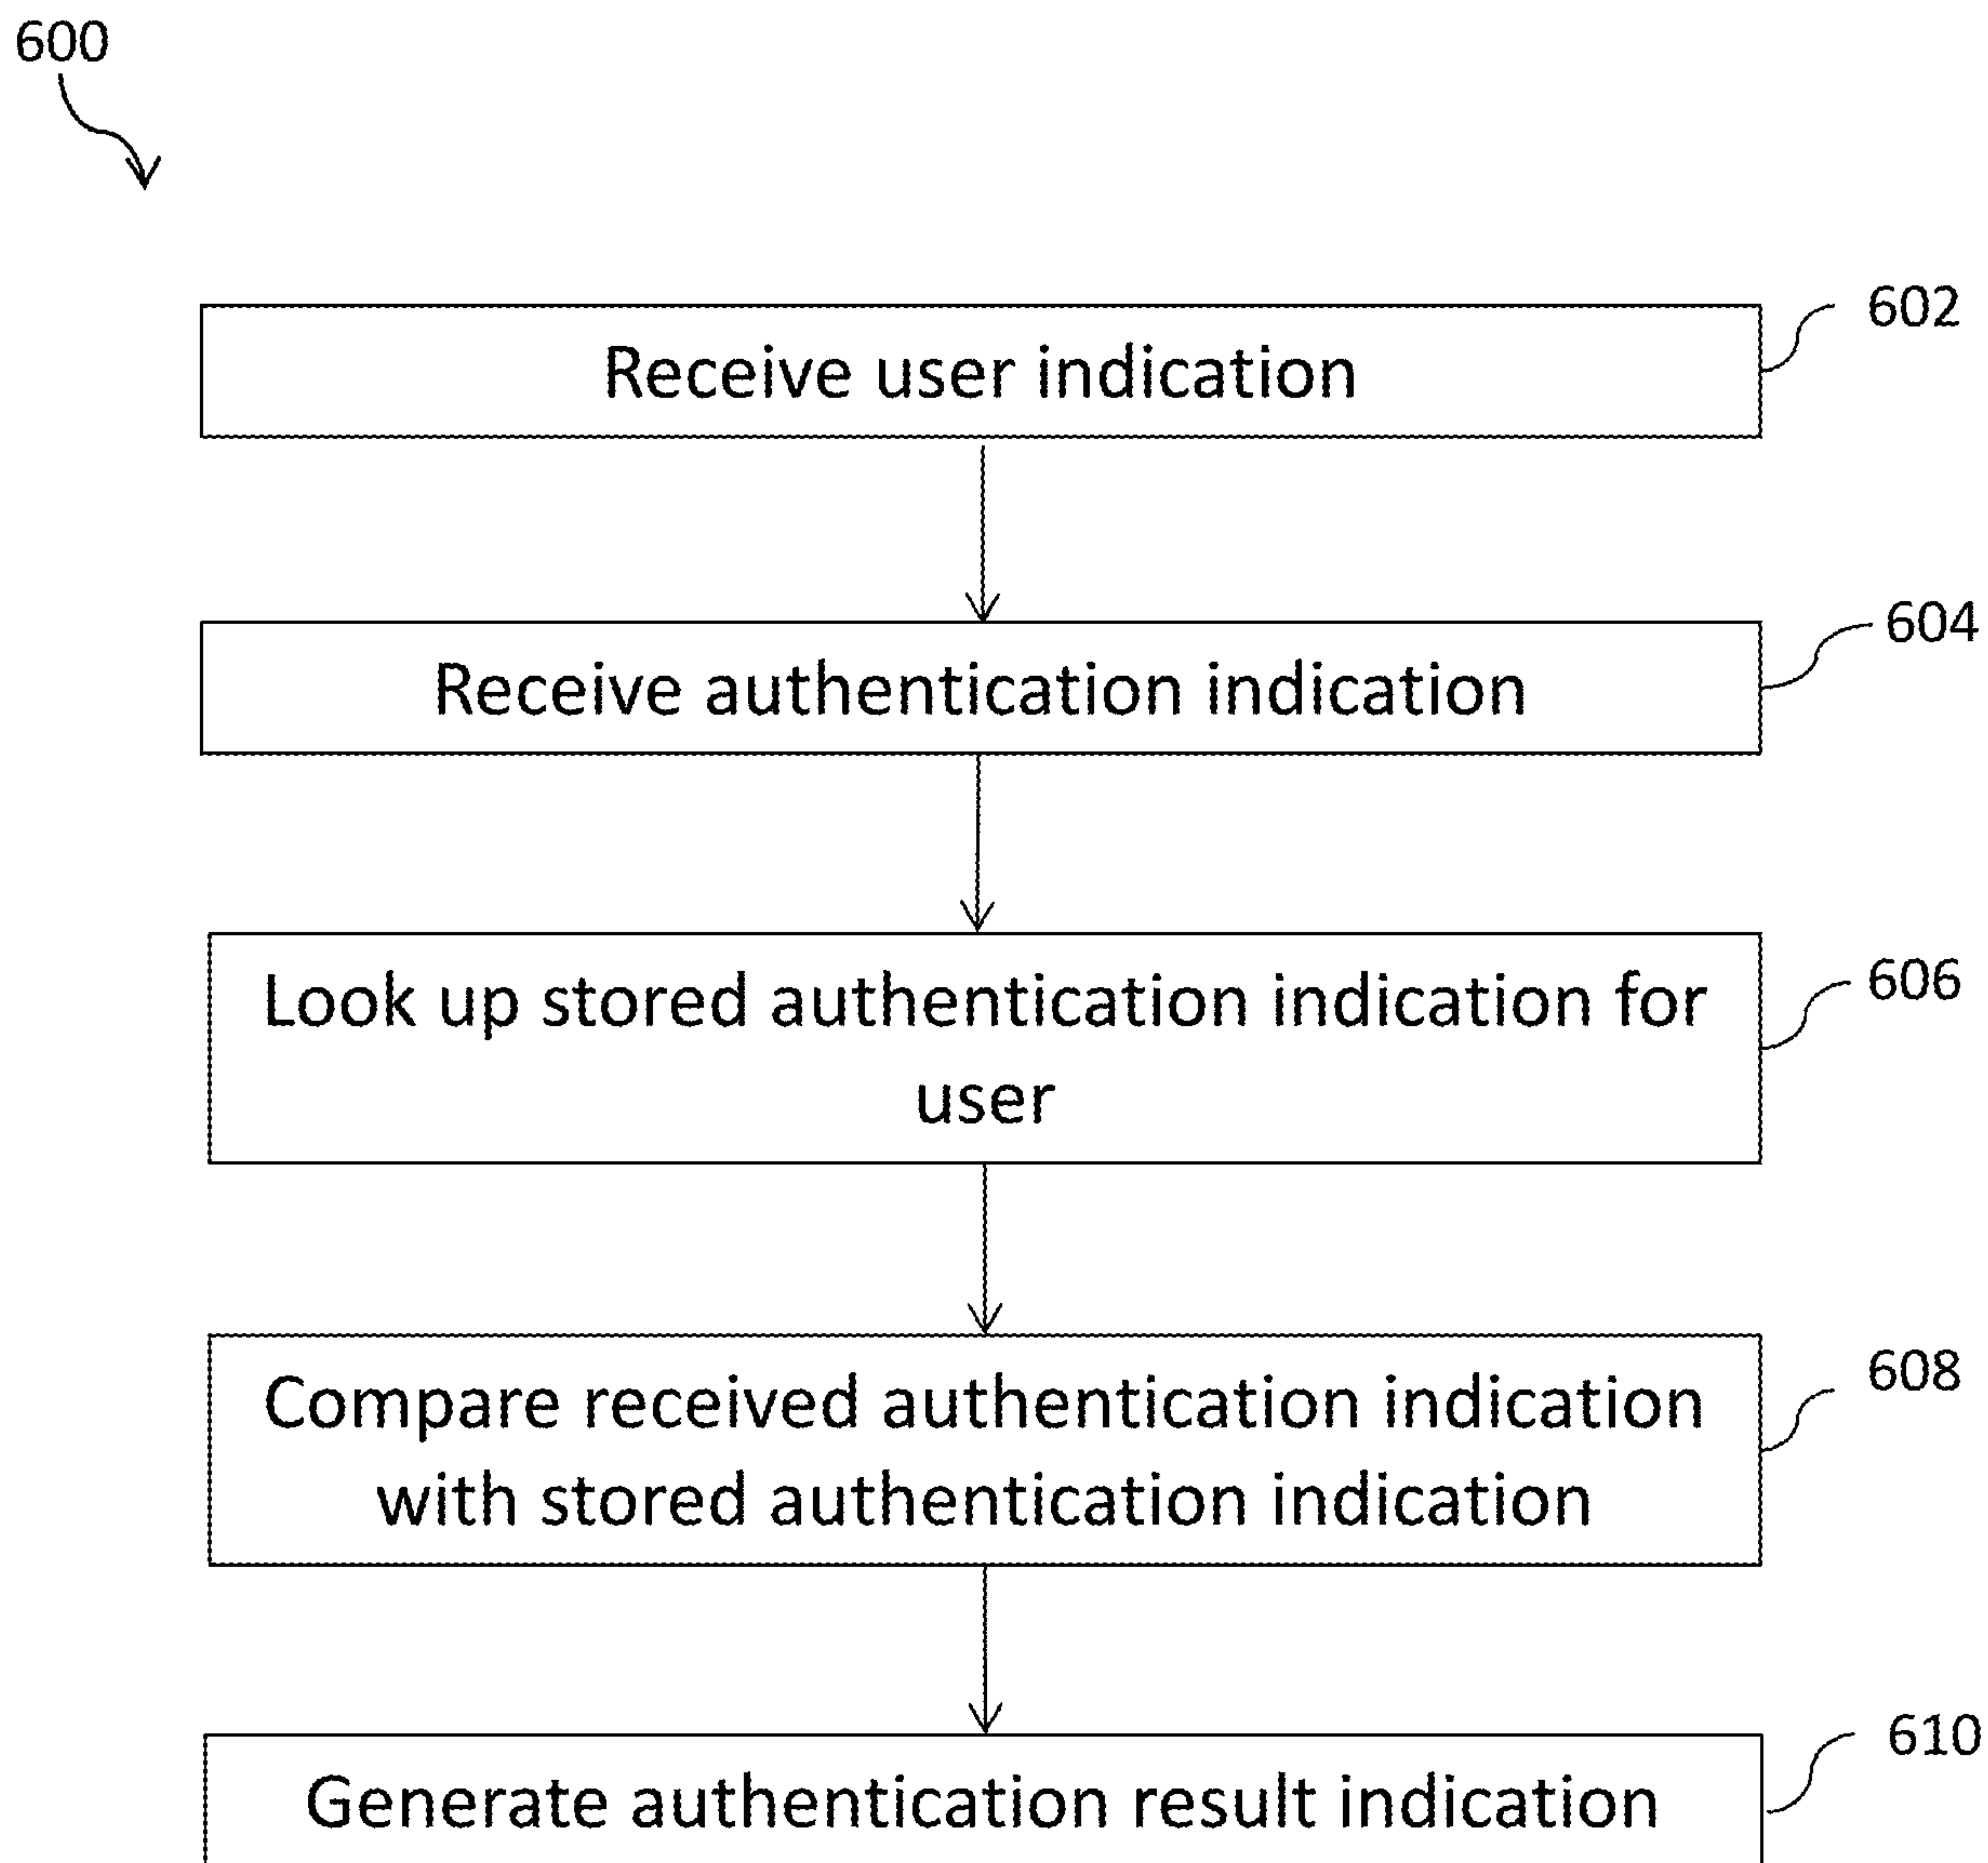 600
602
Receive user indication
604
Receive authentication indication
606
Look up stored authentication indication for
user
608
Compare received authentication indication
with stored authentication indication
610
Generate authentication result indication